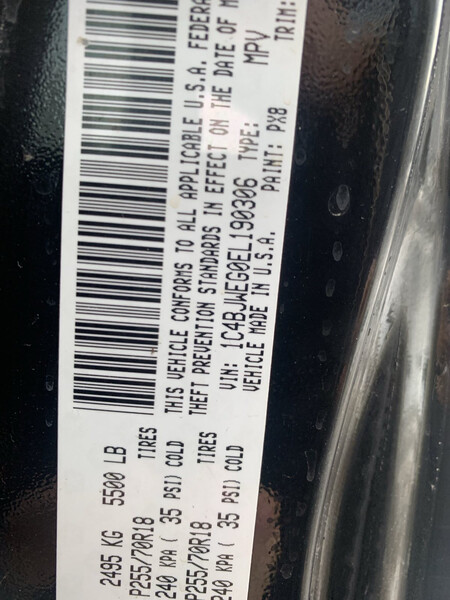 2495 KG 5500 LB
P255/70R18 TIRES
240 KPA ( 35 PSI) COLD
P255/70R18 TIRES
240 KPA ( 35 PSI) COLD
THIS VEHICLE CONFORMS TO ALL APPLICABLE U.S.A. FEDERA
THEFT PREVENTION STANDARDS IN EFFECT ON THE DATE OF M
VIN: 1C4BJWEG0EL190306 TYPE: MPV
VEHICLE MADE IN U.S.A. PAINT: PX8 TRIM: